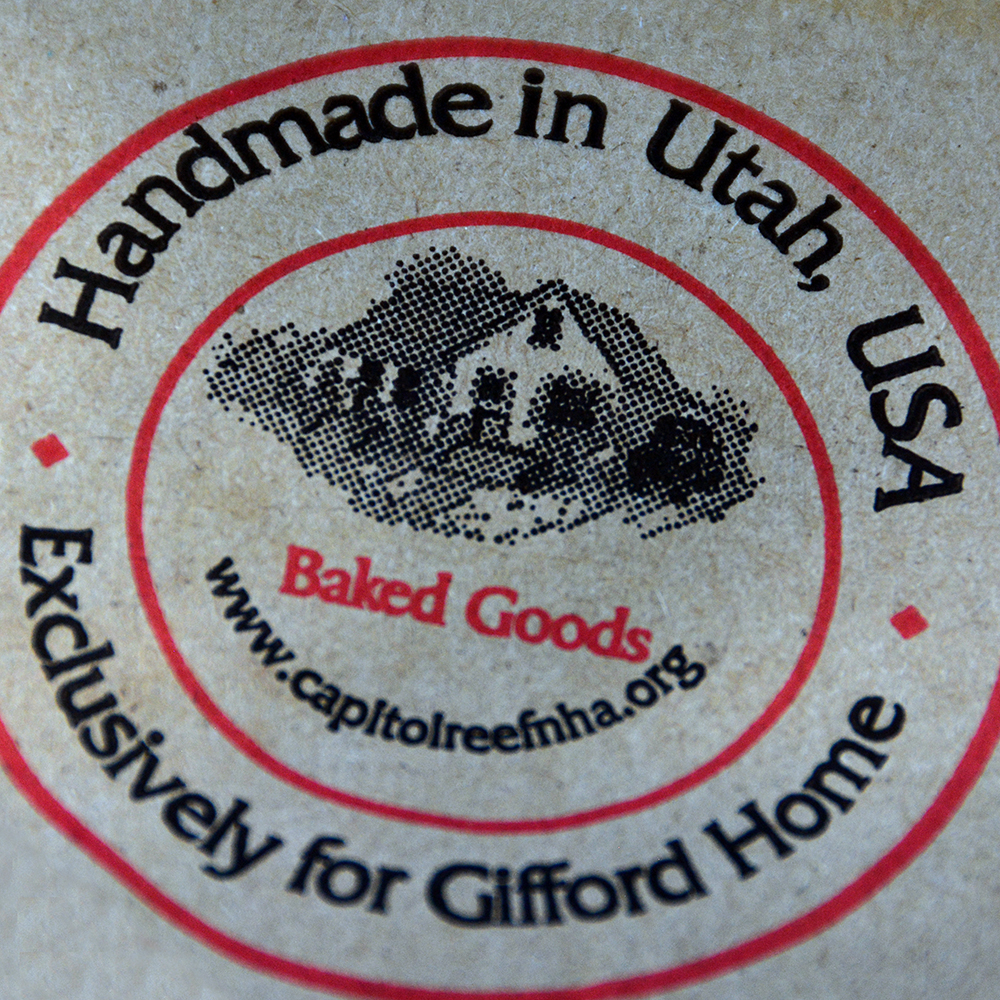 Handmade in Utah, USA
Baked Goods
www.capitolreefnha.org
Exclusively for Gifford Home